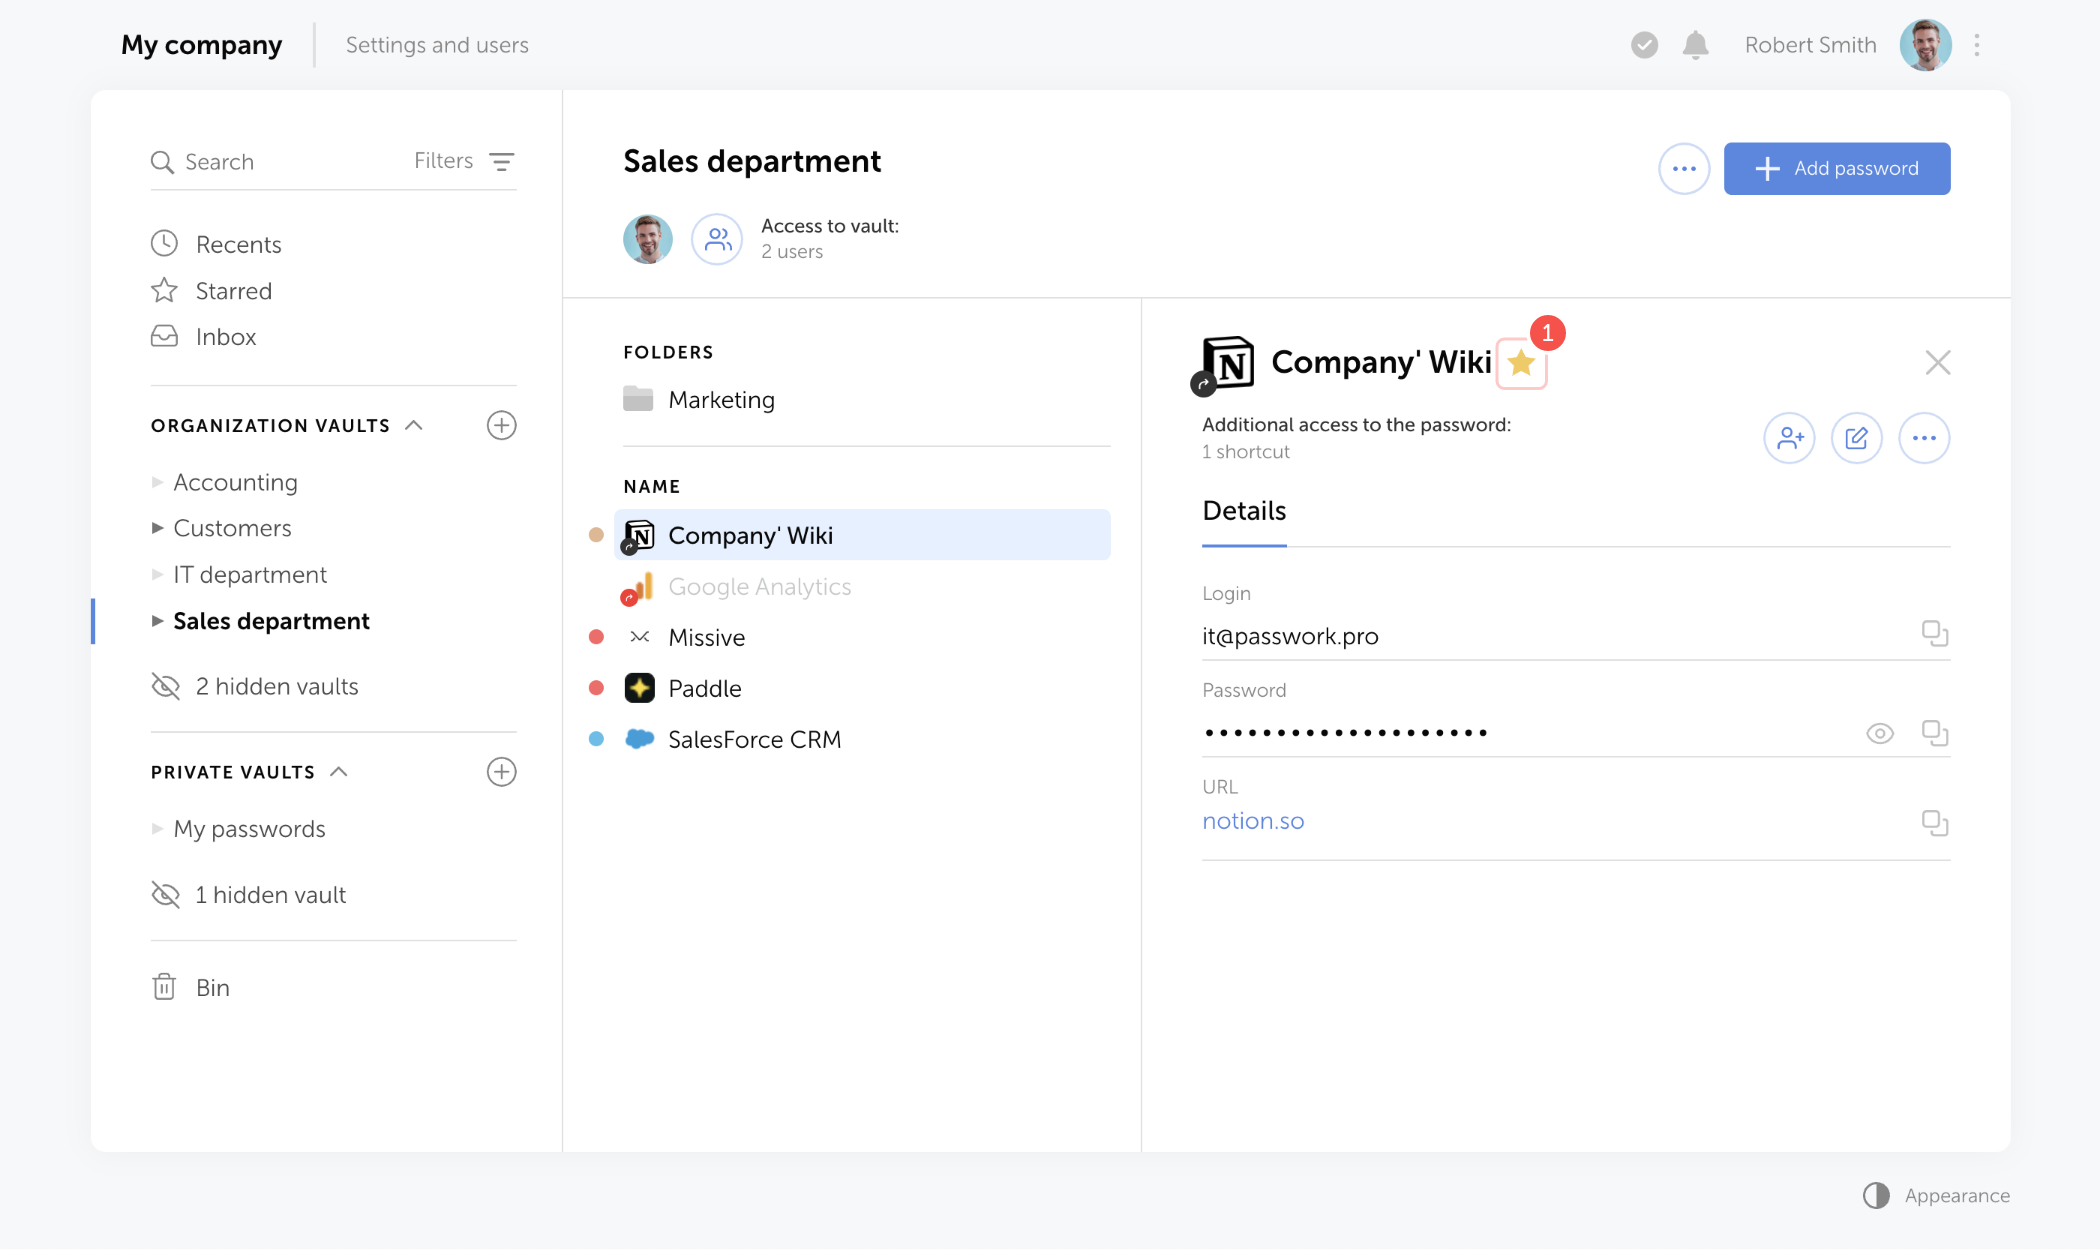 My company
Settings and users
Robert Smith
Search
Filters
Recents
Starred
Inbox
ORGANIZATION VAULTS
Accounting
Customers
IT department
Sales department
2 hidden vaults
PRIVATE VAULTS
My passwords
1 hidden vault
Bin
Sales department
Add password
Access to vault:
2 users
FOLDERS
Marketing
NAME
Company' Wiki
Google Analytics
Missive
Paddle
SalesForce CRM
N
Company' Wiki
1
Additional access to the password:
1 shortcut
Details
Login
it@passwork.pro
Password
••••••••••••••••••••
URL
notion.so
Appearance